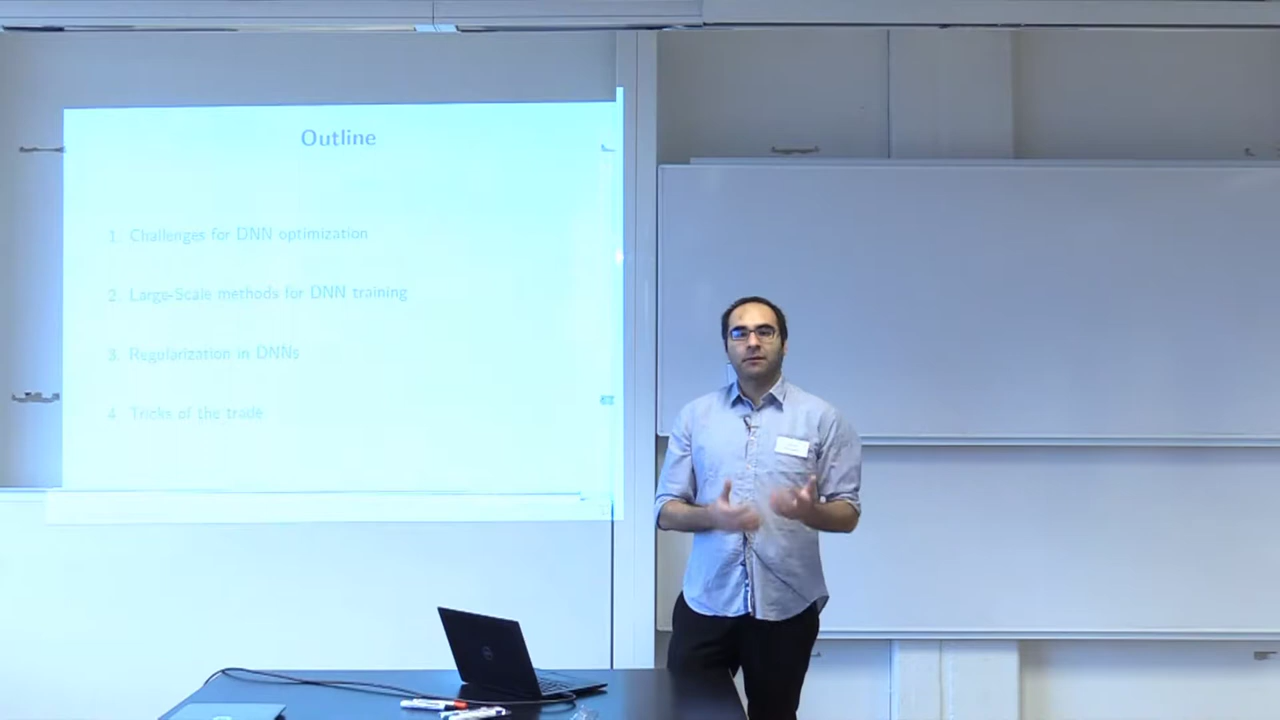 Outline
1. Challenges for DNN optimization
2. Large-Scale methods for DNN training
3. Regularization in DNNs
4. Tricks of the trade